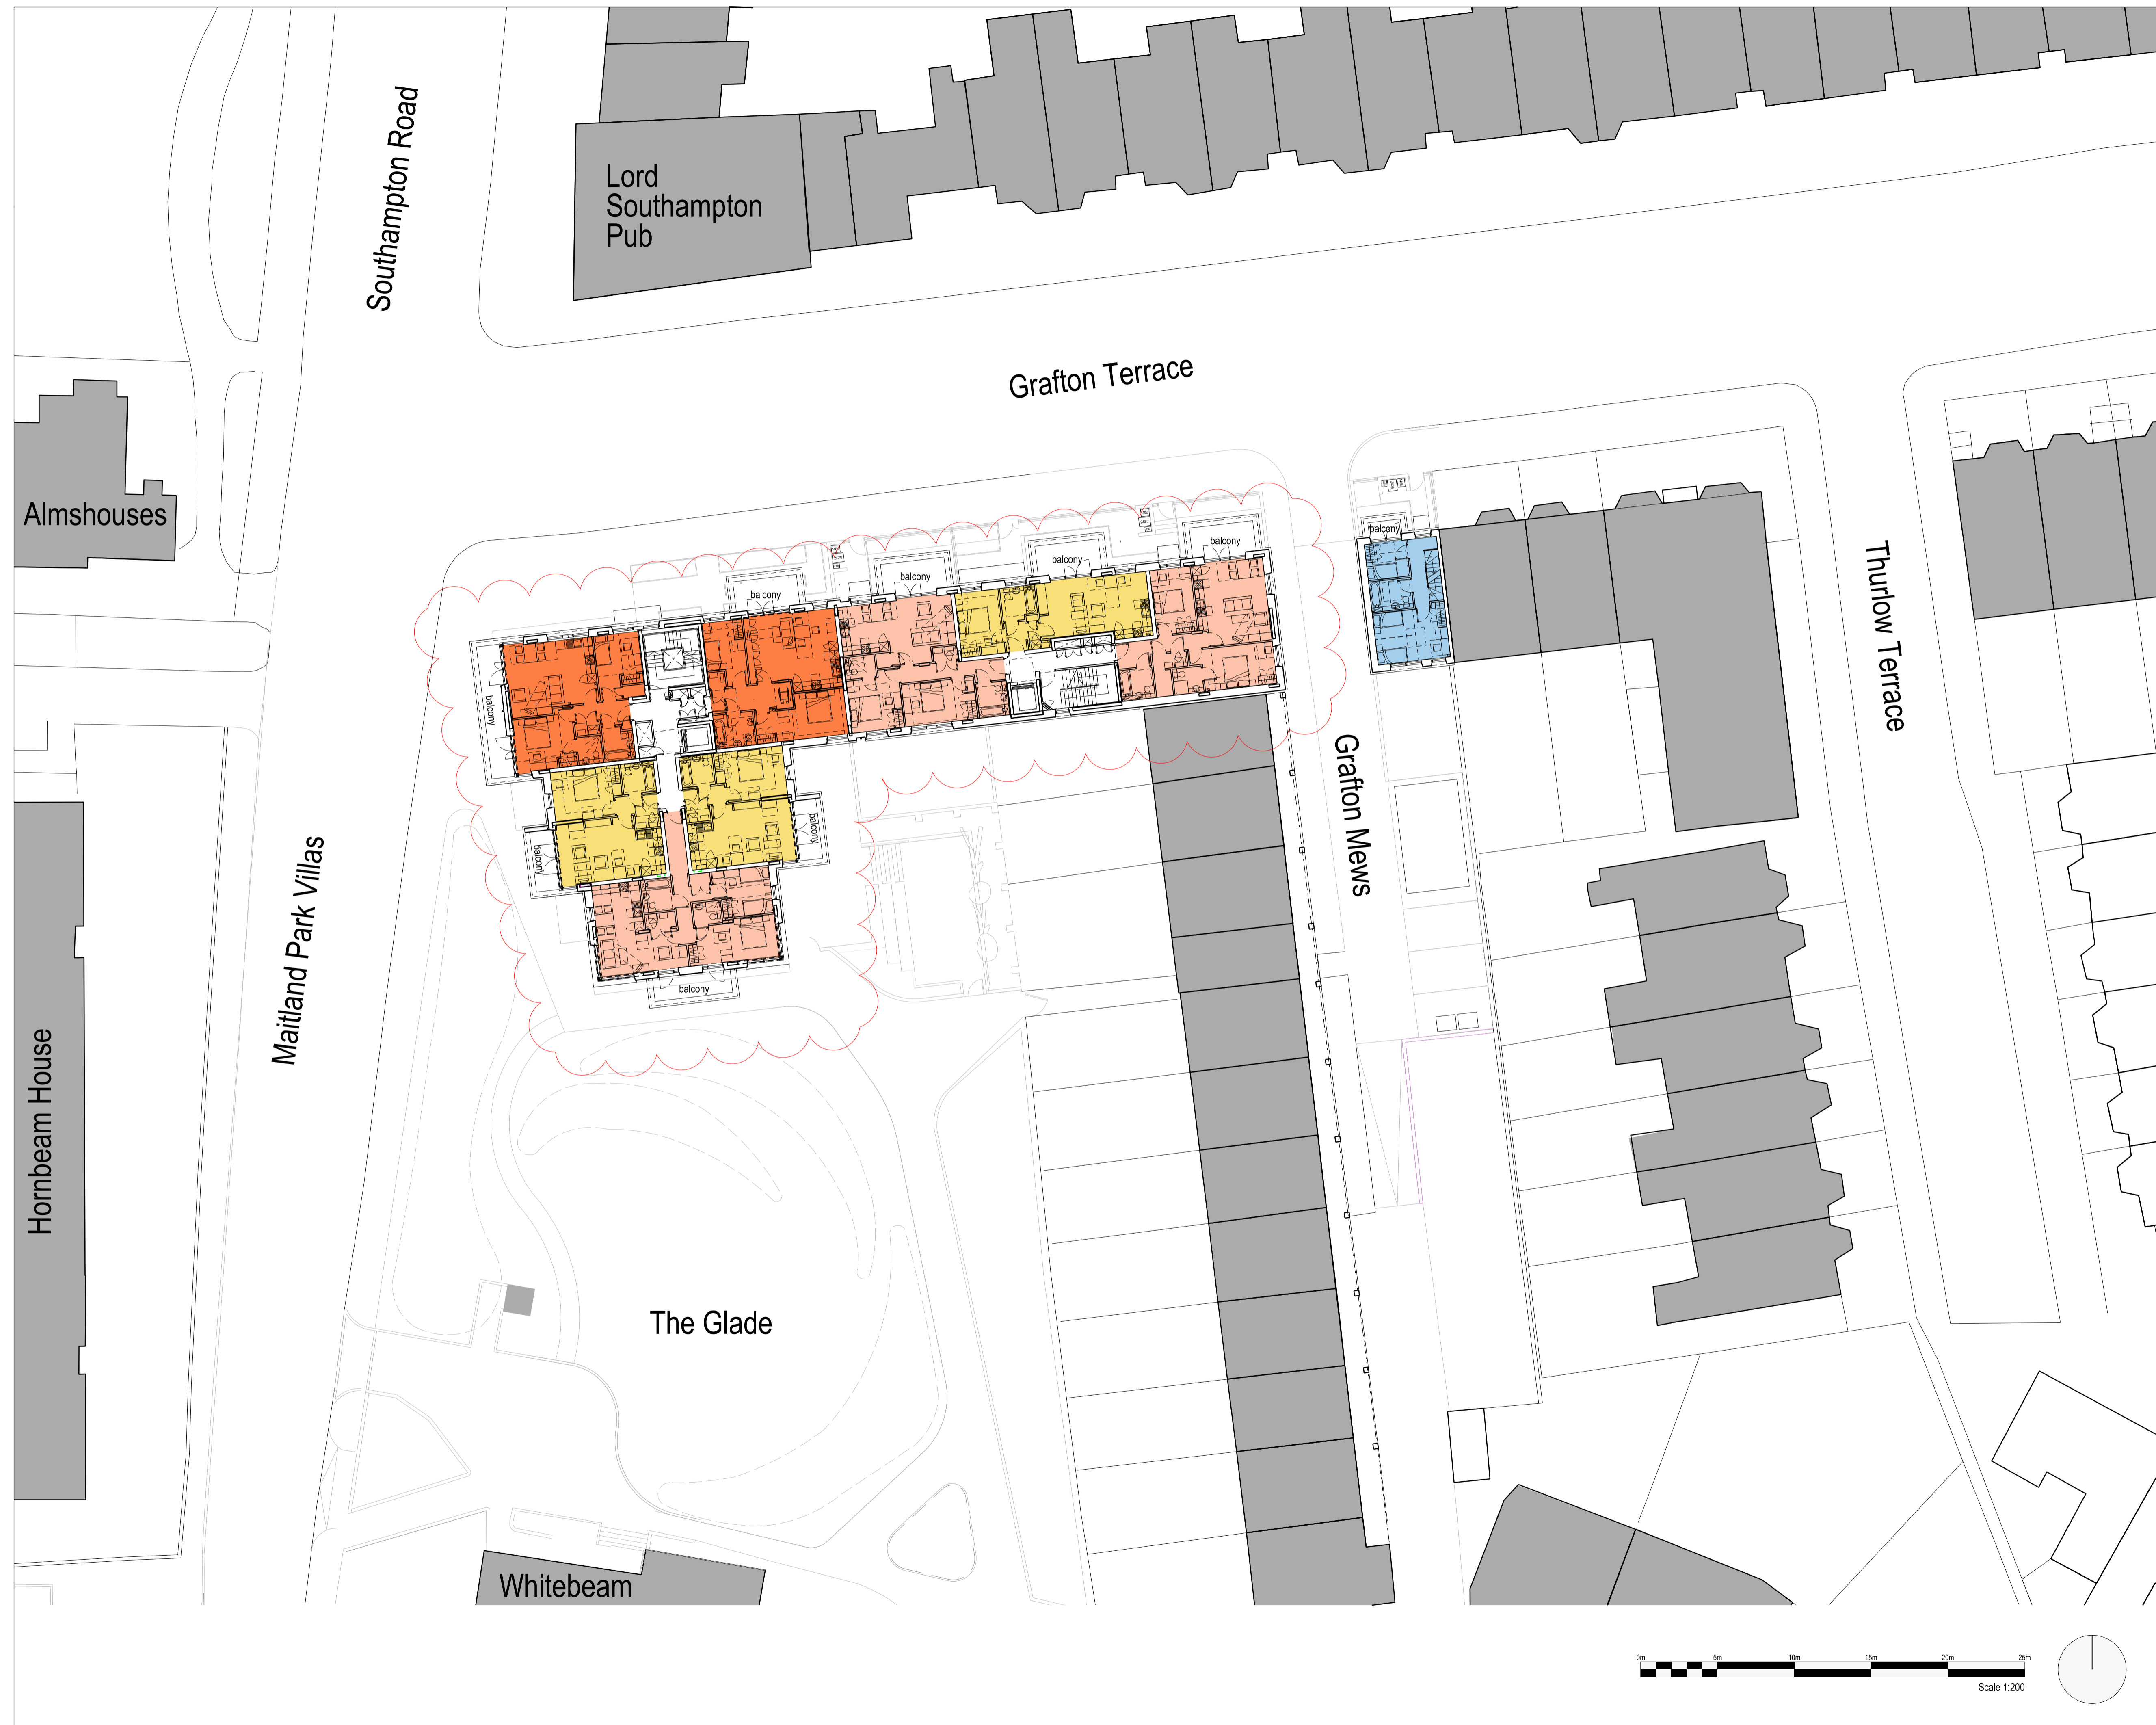 Southampton Road
Lord
Southampton
Pub
Grafton Terrace
Almshouses
balcony
balcony
balcony
balcony
balcony
balcony
balcony
balcony
balcony
Thurlow Terrace
Grafton Mews
Maitland Park Villas
Hornbeam House
The Glade
Whitebeam
0m 5m 10m 15m 20m 25m
Scale 1:200